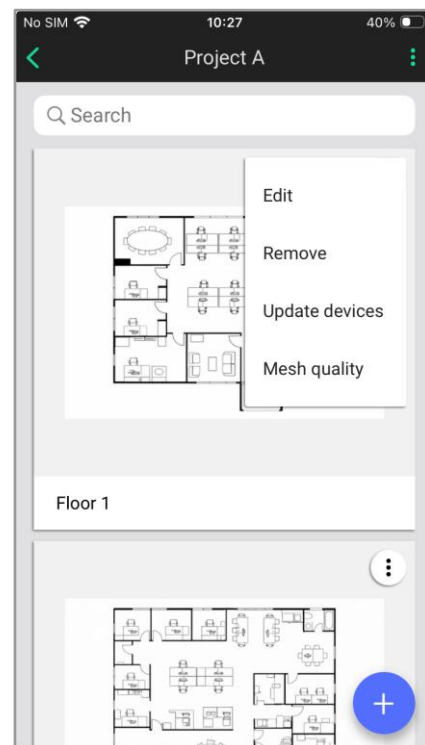 No SIM 10:27 40%
Project A
Search
Edit
Remove
Update devices
Mesh quality
Floor 1